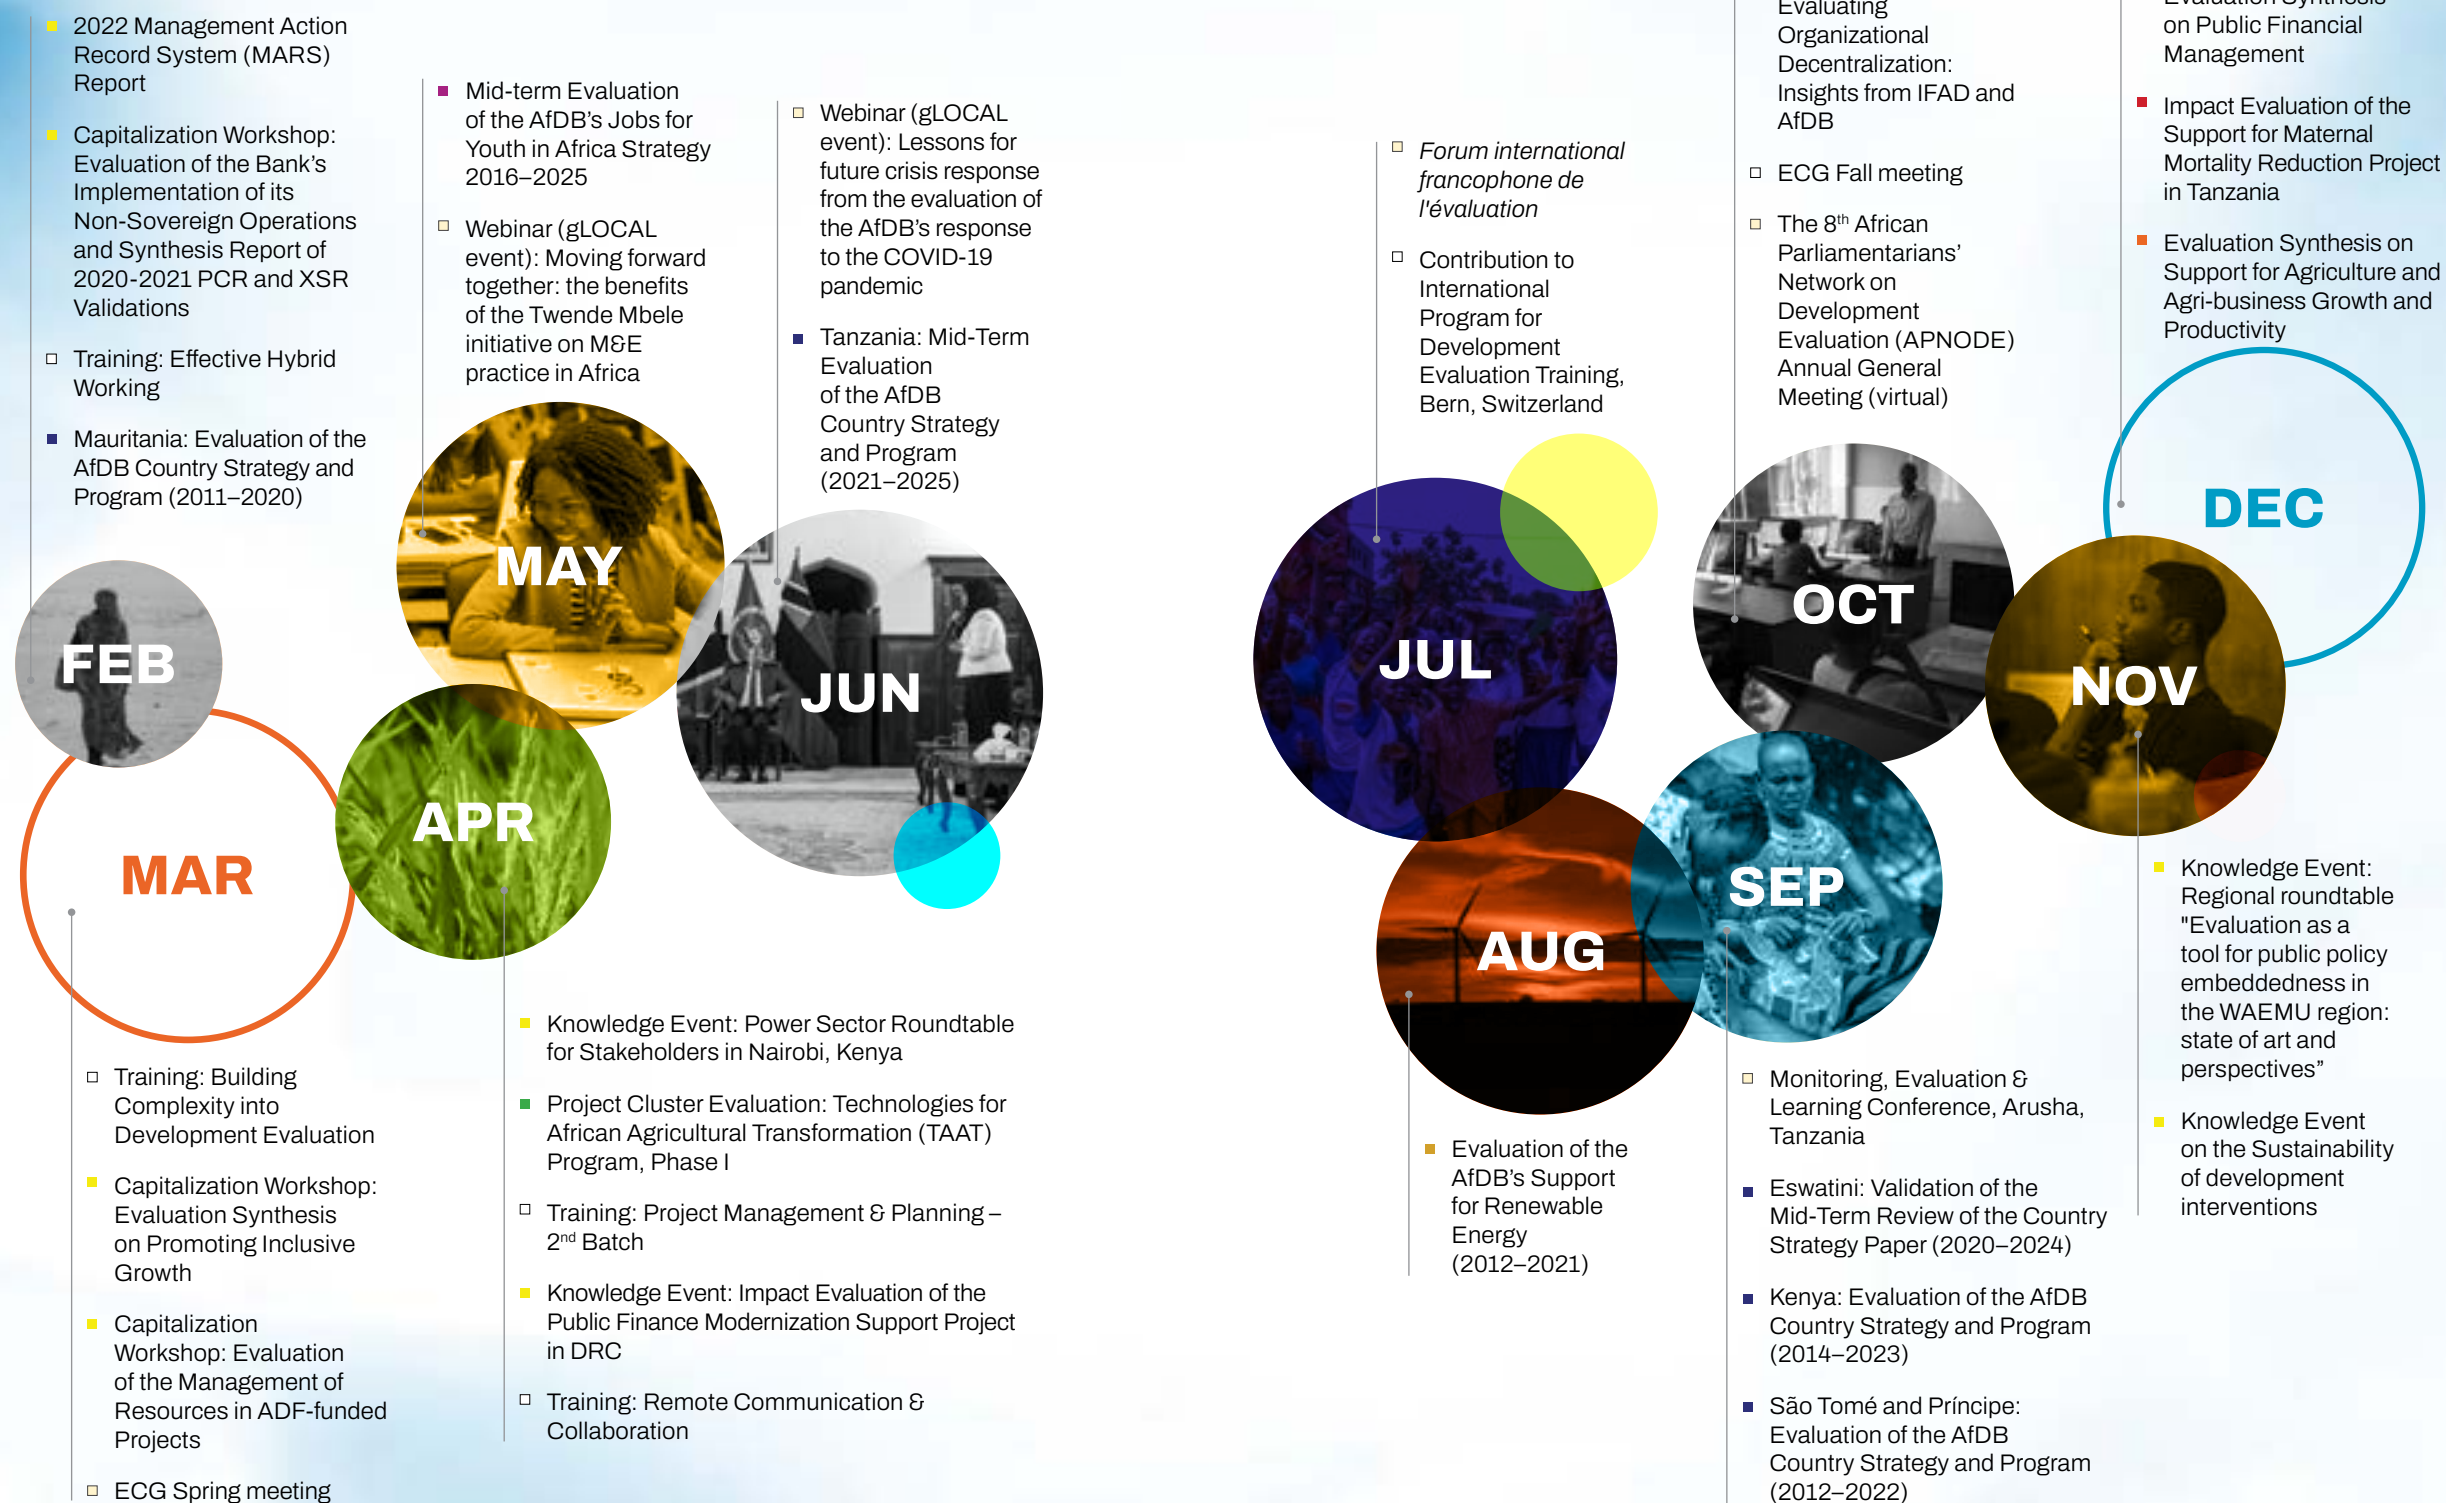 2022 Management Action
Record System (MARS)
Report
Capitalization Workshop:
Evaluation of the Bank's
Implementation of its
Non-Sovereign Operations
and Synthesis Report of
2020-2021 PCR and XSR
Validations
Training: Effective Hybrid
Working
Mauritania: Evaluation of the
AfDB Country Strategy and
Program (2011–2020)
FEB
MAR
Training: Building
Complexity into
Development Evaluation
Capitalization Workshop:
Evaluation Synthesis
on Promoting Inclusive
Growth
Capitalization
Workshop: Evaluation
of the Management of
Resources in ADF-funded
Projects
ECG Spring meeting
APR
Knowledge Event: Power Sector Roundtable
for Stakeholders in Nairobi, Kenya
Project Cluster Evaluation: Technologies for
African Agricultural Transformation (TAAT)
Program, Phase I
Training: Project Management & Planning –
2nd Batch
Knowledge Event: Impact Evaluation of the
Public Finance Modernization Support Project
in DRC
Training: Remote Communication &
Collaboration
Mid-term Evaluation
of the AfDB's Jobs for
Youth in Africa Strategy
2016–2025
Webinar (gLOCAL
event): Moving forward
together: the benefits
of the Twende Mbele
initiative on M&E
practice in Africa
MAY
Webinar (gLOCAL
event): Lessons for
future crisis response
from the evaluation of
the AfDB's response
to the COVID-19
pandemic
Tanzania: Mid-Term
Evaluation
of the AfDB
Country Strategy
and Program
(2021–2025)
JUN
Forum international
francophone de
l'évaluation
Contribution to
International
Program for
Development
Evaluation Training,
Bern, Switzerland
JUL
AUG
Evaluation of the
AfDB's Support
for Renewable
Energy
(2012–2021)
SEP
Monitoring, Evaluation &
Learning Conference, Arusha,
Tanzania
Eswatini: Validation of the
Mid-Term Review of the Country
Strategy Paper (2020–2024)
Kenya: Evaluation of the AfDB
Country Strategy and Program
(2014–2023)
São Tomé and Príncipe:
Evaluation of the AfDB
Country Strategy and Program
(2012–2022)
Evaluating
Organizational
Decentralization:
Insights from IFAD and
AfDB
ECG Fall meeting
The 8th African
Parliamentarians'
Network on
Development
Evaluation (APNODE)
Annual General
Meeting (virtual)
OCT
NOV
Knowledge Event:
Regional roundtable
"Evaluation as a
tool for public policy
embeddedness in
the WAEMU region:
state of art and
perspectives”
Knowledge Event
on the Sustainability
of development
interventions
Evaluation Synthesis
on Public Financial
Management
Impact Evaluation of the
Support for Maternal
Mortality Reduction Project
in Tanzania
Evaluation Synthesis on
Support for Agriculture and
Agri-business Growth and
Productivity
DEC